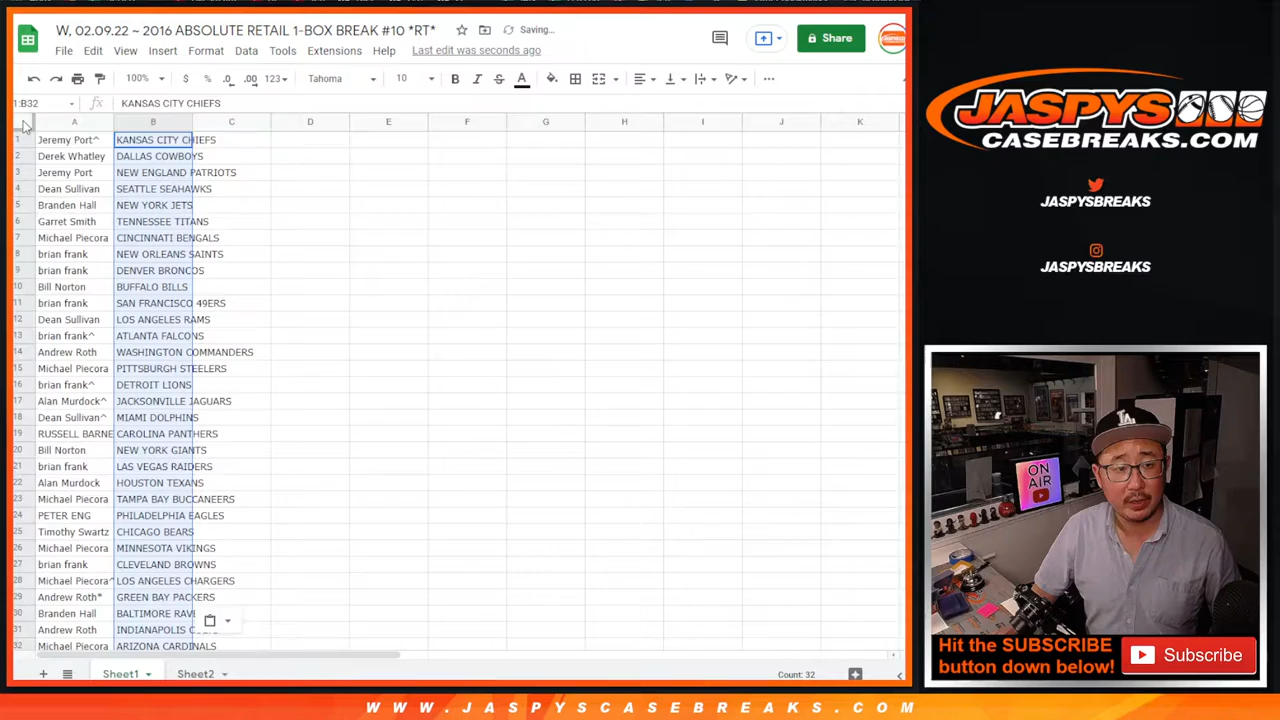 W, 02.09.22 ~ 2016 ABSOLUTE RETAIL 1-BOX BREAK #10 *RT*
Saving...
File Edit View Insert Format Data Tools Extensions Help Last edit was seconds ago
Share
100% $ % .0 .00 123 Tahoma 10 B I S A
1:B32 fx KANSAS CITY CHIEFS
A B C D E F G H I J K
1 Jeremy Port^ KANSAS CITY CHIEFS
2 Derek Whatley DALLAS COWBOYS
3 Jeremy Port NEW ENGLAND PATRIOTS
4 Dean Sullivan SEATTLE SEAHAWKS
5 Branden Hall NEW YORK JETS
6 Garret Smith TENNESSEE TITANS
7 Michael Piecora CINCINNATI BENGALS
8 brian frank NEW ORLEANS SAINTS
9 brian frank DENVER BRONCOS
10 Bill Norton BUFFALO BILLS
11 brian frank SAN FRANCISCO 49ERS
12 Dean Sullivan LOS ANGELES RAMS
13 brian frank^ ATLANTA FALCONS
14 Andrew Roth WASHINGTON COMMANDERS
15 Michael Piecora PITTSBURGH STEELERS
16 brian frank^ DETROIT LIONS
17 Alan Murdock^ JACKSONVILLE JAGUARS
18 Dean Sullivan^ MIAMI DOLPHINS
19 RUSSELL BARNE CAROLINA PANTHERS
20 Bill Norton NEW YORK GIANTS
21 brian frank LAS VEGAS RAIDERS
22 Alan Murdock HOUSTON TEXANS
23 Michael Piecora TAMPA BAY BUCCANEERS
24 PETER ENG PHILADELPHIA EAGLES
25 Timothy Swartz CHICAGO BEARS
26 Michael Piecora MINNESOTA VIKINGS
27 brian frank CLEVELAND BROWNS
28 Michael Piecora^ LOS ANGELES CHARGERS
29 Andrew Roth* GREEN BAY PACKERS
30 Branden Hall BALTIMORE RAV
31 Andrew Roth INDIANAPOLIS
32 Michael Piecora ARIZONA CARDINALS
Sheet1 Sheet2 Count: 32
JASPYS
CASEBREAKS.COM
JASPYSBREAKS
JASPYSBREAKS
LA
ON
AIR
Hit the SUBSCRIBE
button down below!
Subscribe
WWW.JASPYSCASEBREAKS.COM